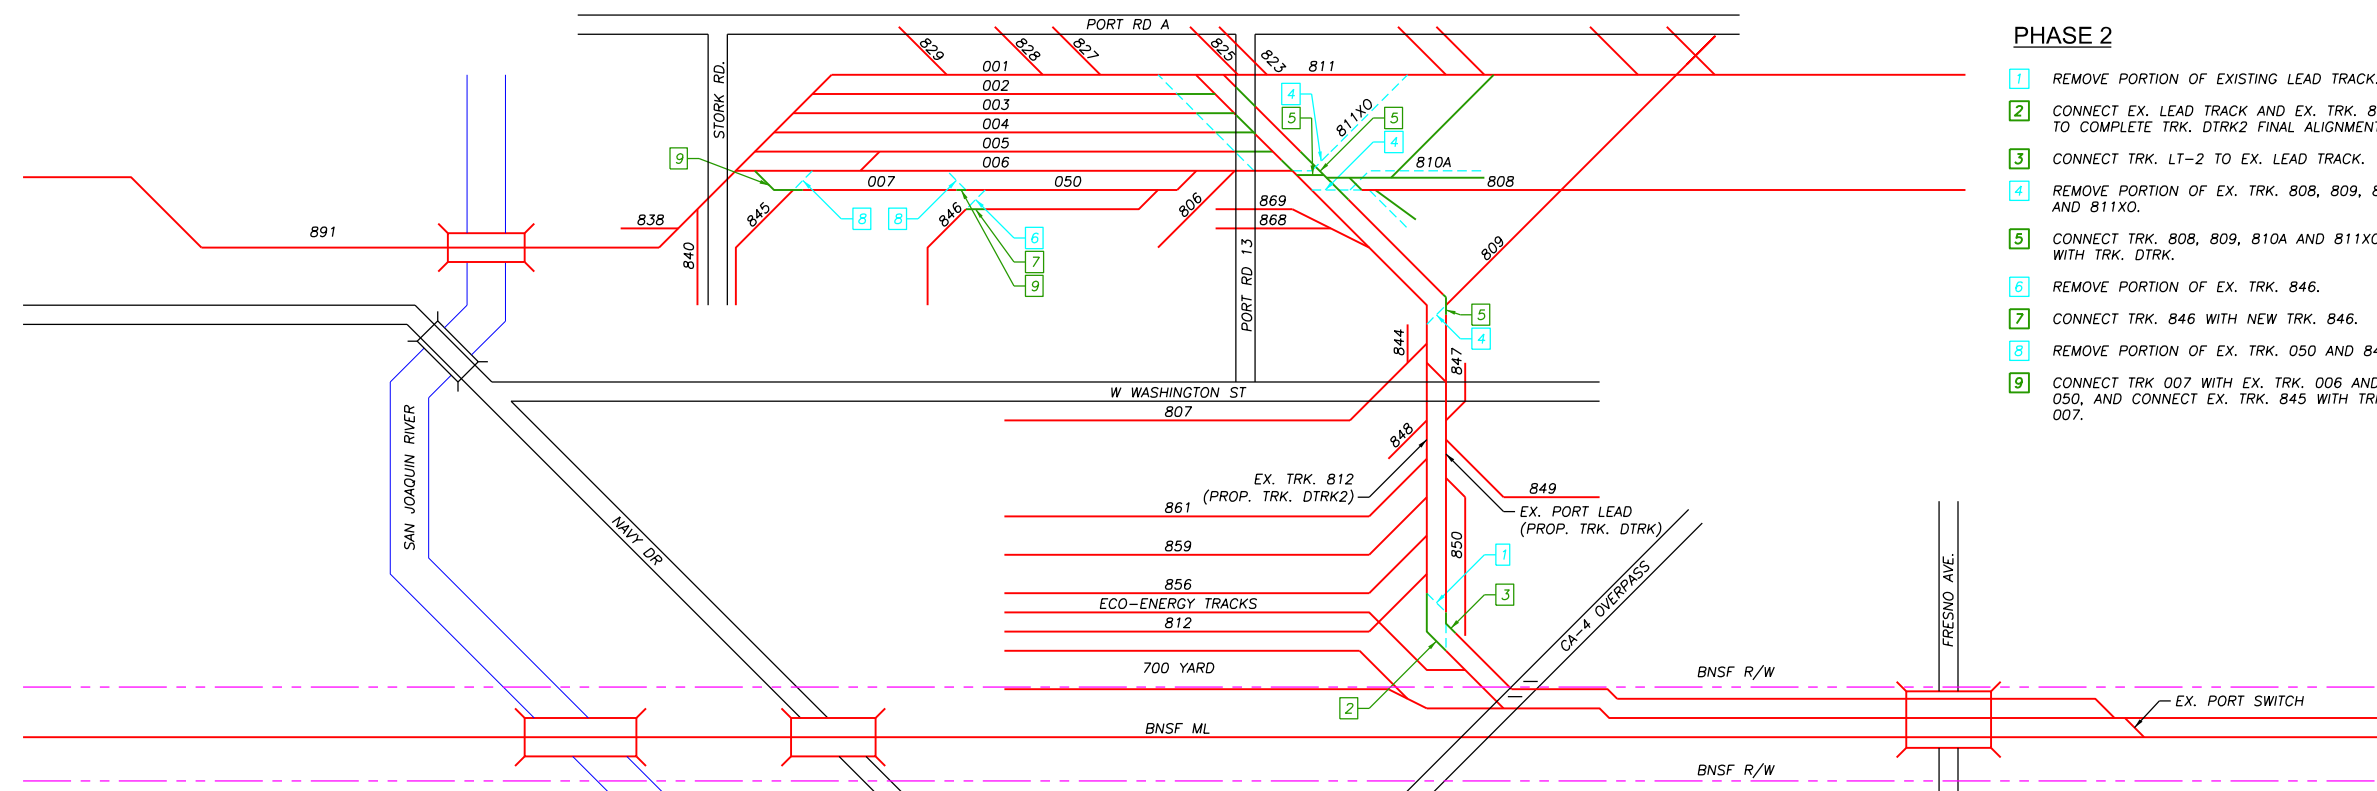 PORT RD A
PHASE 2
1 REMOVE PORTION OF EXISTING LEAD TRACK.
2 CONNECT EX. LEAD TRACK AND EX. TRK. 8
TO COMPLETE TRK. DTRK2 FINAL ALIGNMENT
3 CONNECT TRK. LT-2 TO EX. LEAD TRACK.
4 REMOVE PORTION OF EX. TRK. 808, 809, 8
AND 811XO.
5 CONNECT TRK. 808, 809, 810A AND 811XO
WITH TRK. DTRK.
6 REMOVE PORTION OF EX. TRK. 846.
7 CONNECT TRK. 846 WITH NEW TRK. 846.
8 REMOVE PORTION OF EX. TRK. 050 AND 84
9 CONNECT TRK 007 WITH EX. TRK. 006 AND
050, AND CONNECT EX. TRK. 845 WITH TR
007.
829
828
827
825
823
811
001
002
003
004
005
006
007
050
STORK RD.
4
5
811XO
5
4
810A
808
9
8
8
845
846
806
869
868
838
840
891
6
7
9
PORT RD 13
809
5
4
844
847
W WASHINGTON ST
807
848
SAN JOAQUIN RIVER
NAVY DR
EX. TRK. 812
(PROP. TRK. DTRK2)
849
EX. PORT LEAD
(PROP. TRK. DTRK)
861
859
850
856
1
3
ECO-ENERGY TRACKS
812
CA-4 OVERPASS
FRESNO AVE.
700 YARD
2
BNSF R/W
EX. PORT SWITCH
BNSF ML
BNSF R/W